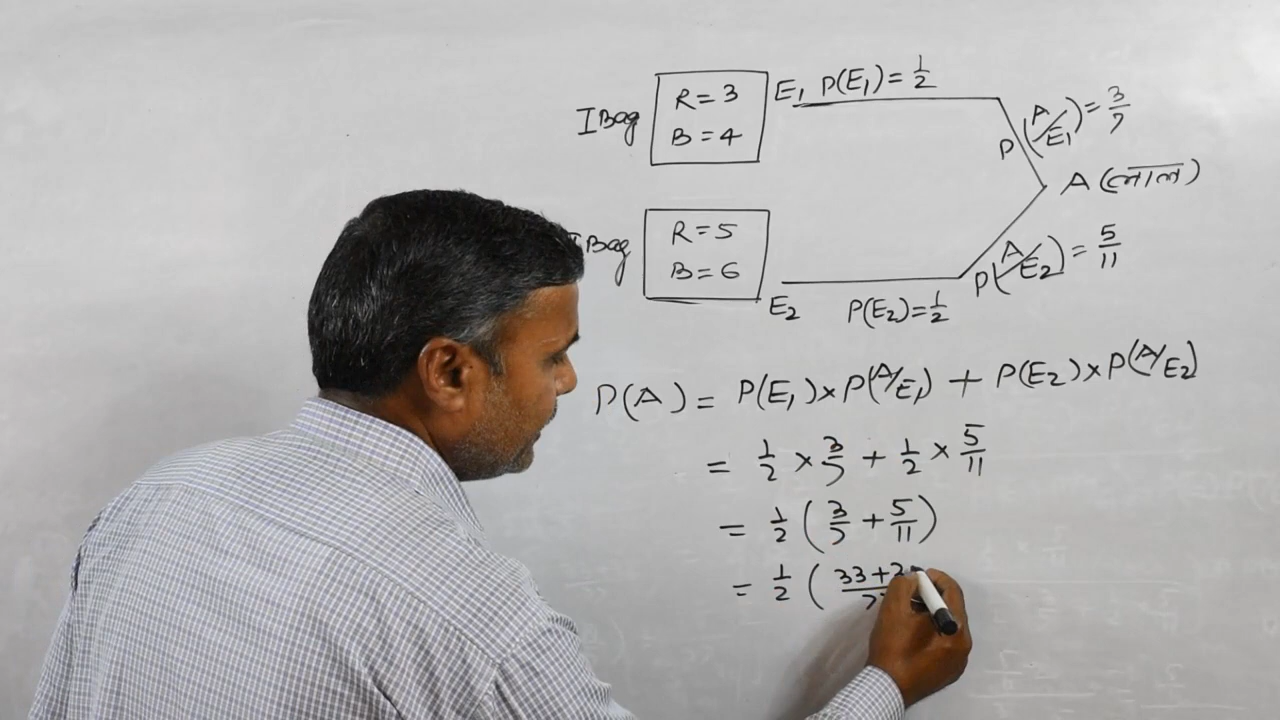 I Bag R = 3 E₁ P(E₁) = 1/2
B = 4
P(A/E₁) = 3/7
A (लाल)
Bag R = 5
B = 6
P(A/E₂) = 5/11
E₂ P(E₂) = 1/2
P(A) = P(E₁) × P(A/E₁) + P(E₂) × P(A/E₂)
= 1/2 × 3/7 + 1/2 × 5/11
= 1/2 ( 3/7 + 5/11 )
= 1/2 ( 33 + 3